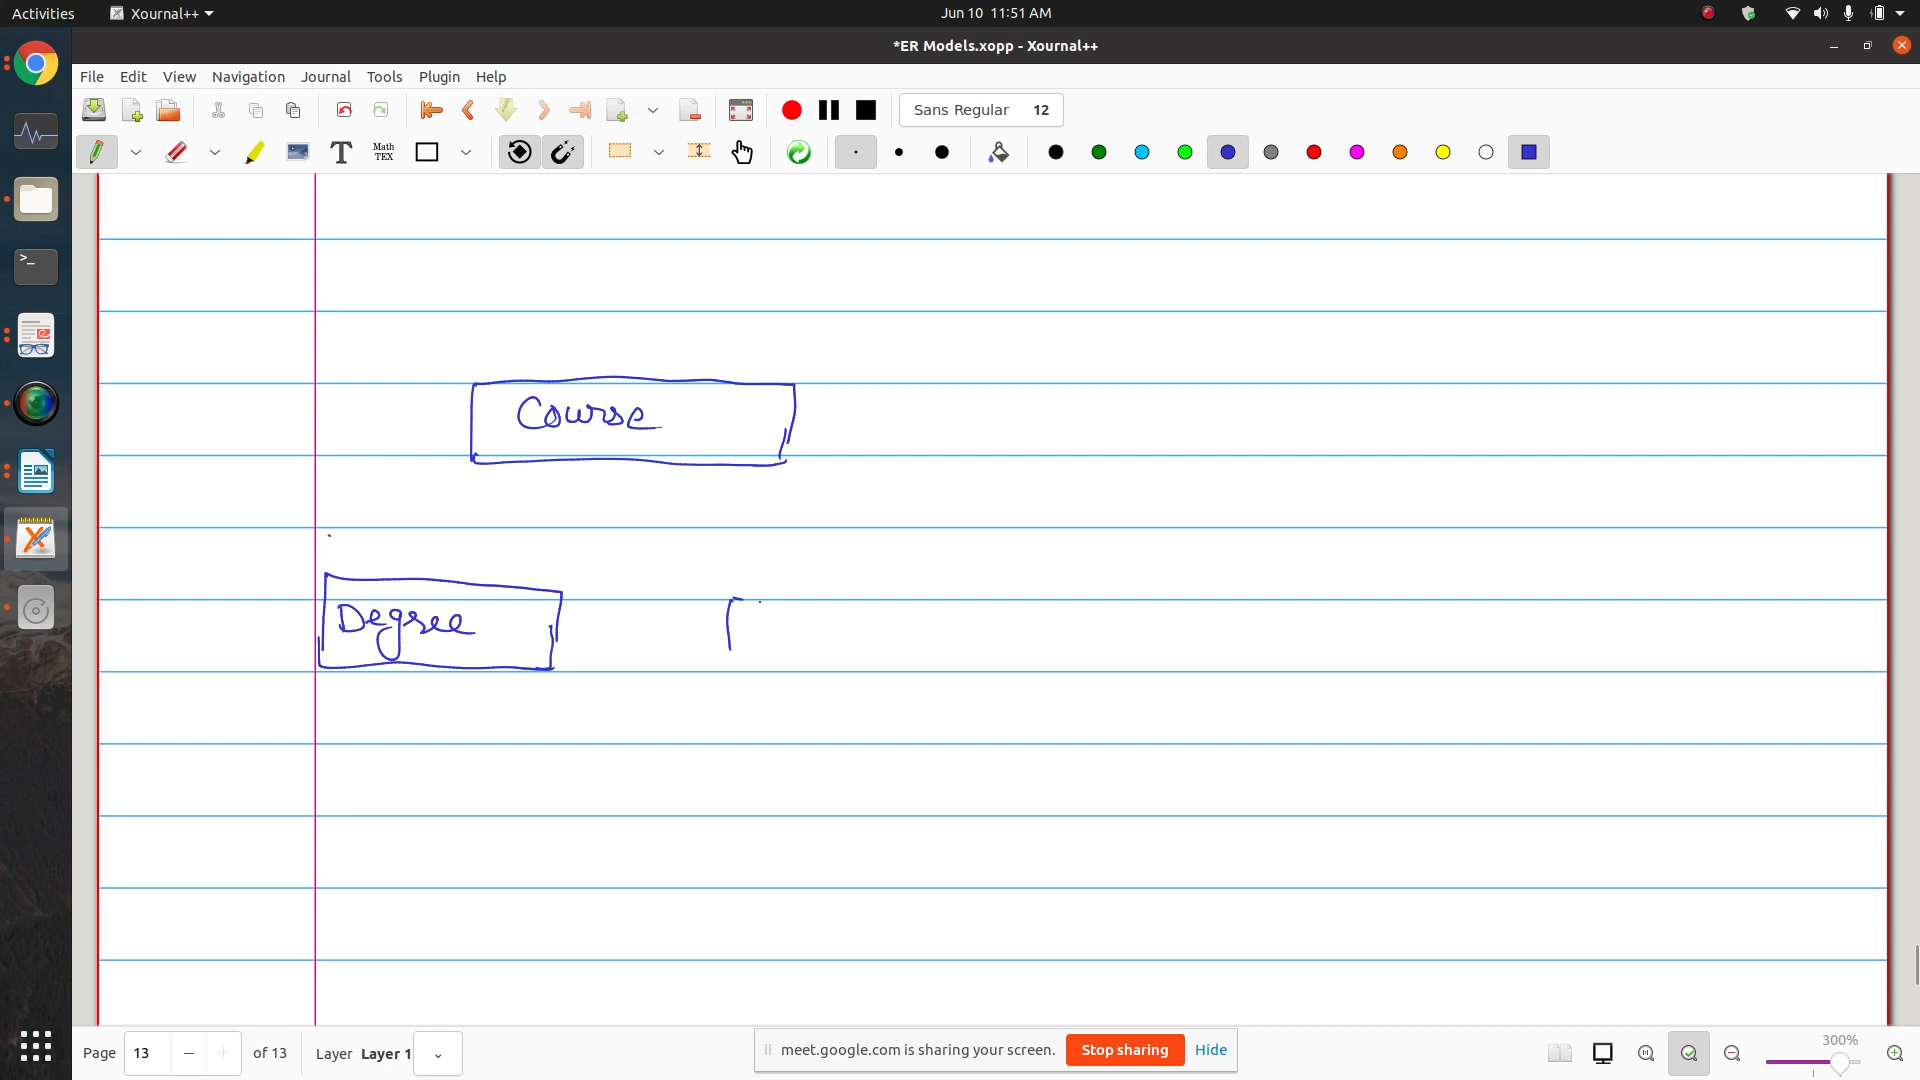 Activities Xournal++ Jun 10 11:51 AM
*ER Models.xopp - Xournal++
File Edit View Navigation Journal Tools Plugin Help
Sans Regular 12
Math
TEX
Course
Degree
Page 13 of 13 Layer Layer 1 meet.google.com is sharing your screen. Stop sharing Hide 300%